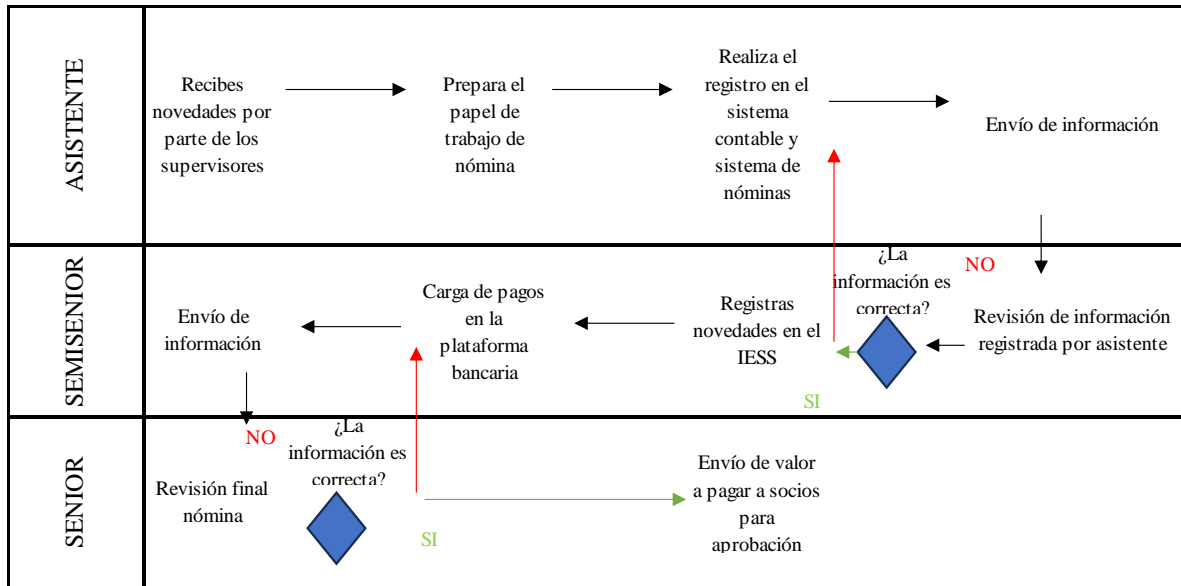 ASISTENTE
Recibes
novedades por
parte de los
supervisores
Prepara el
papel de
trabajo de
nómina
Realiza el
registro en el
sistema
contable y
sistema de
nóminas
Envío de información
SEMISENIOR
Envío de
información
Carga de pagos
en la
plataforma
bancaria
Registras
novedades en el
IESS
¿La
información es
correcta?
NO
SI
Revisión de información
registrada por asistente
SENIOR
Revisión final
nómina
NO
¿La
información es
correcta?
SI
Envío de valor
a pagar a socios
para
aprobación